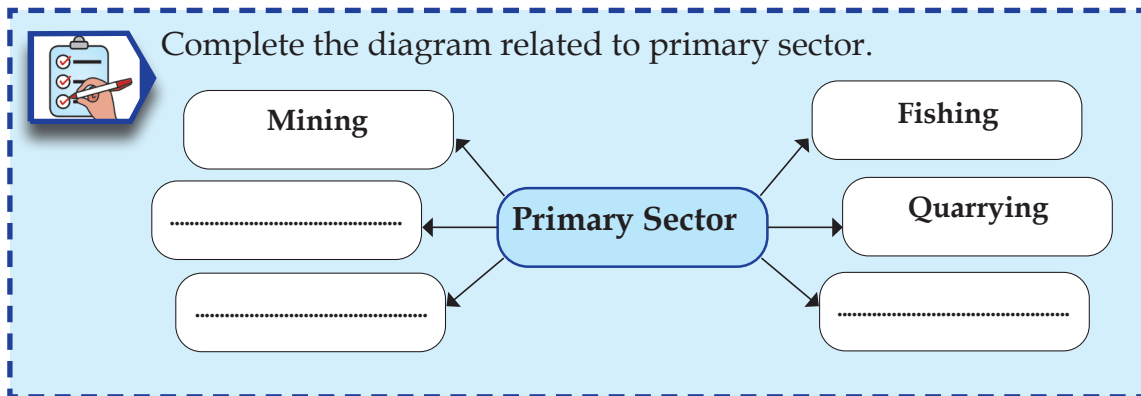 Complete the diagram related to primary sector.
Mining
Fishing
Primary Sector
Quarrying
................................................
................................................
................................................